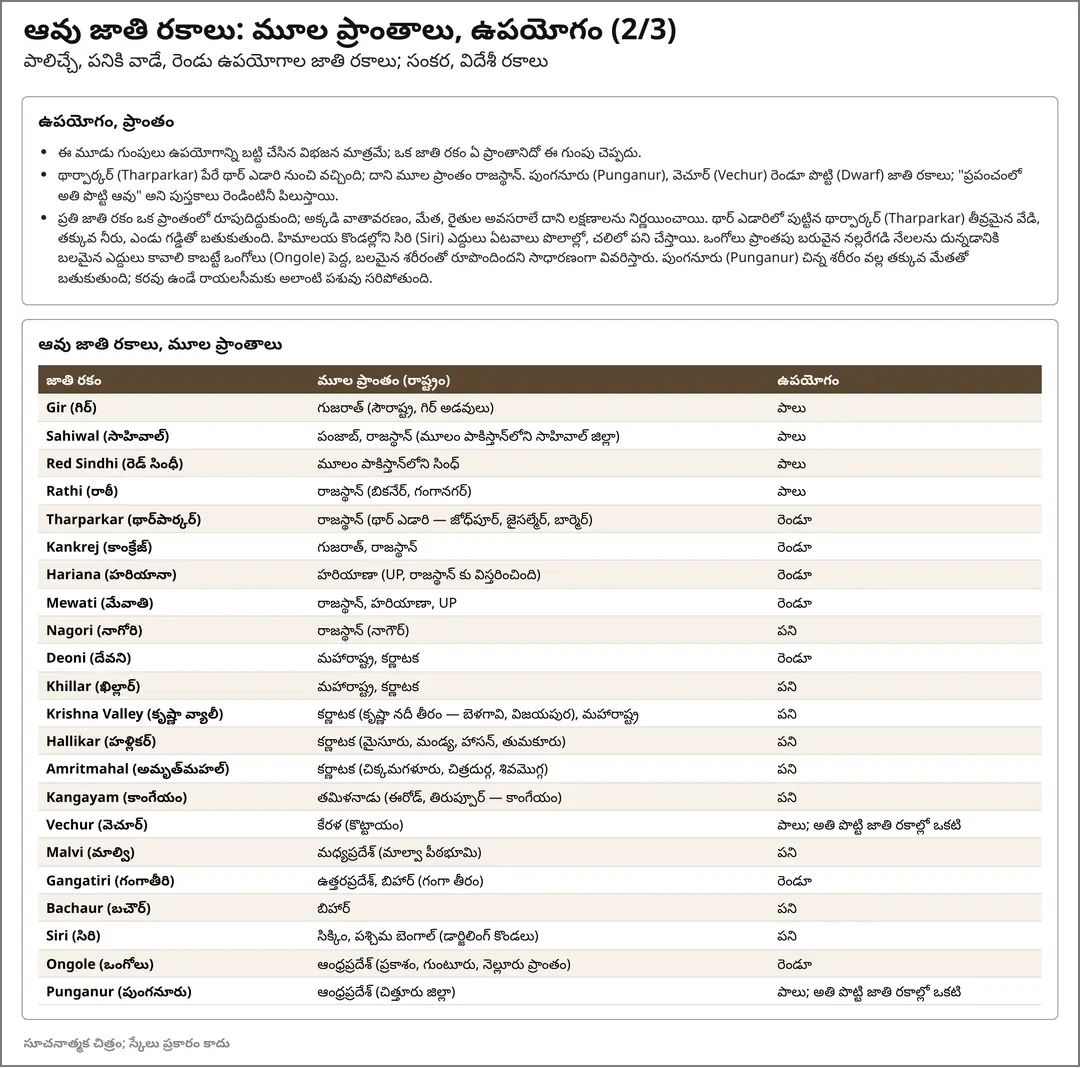 ఆవు జాతి రకాలు: మూల ప్రాంతాలు, ఉపయోగం (2/3)
పాలిచ్చే, పనికి వాడే, రెండు ఉపయోగాల జాతి రకాలు; సంకర, విదేశీ రకాలు
ఉపయోగం, ప్రాంతం
• ఈ మూడు గుంపులు ఉపయోగాన్ని బట్టి చేసిన విభజన మాత్రమే; ఒక జాతి రకం ఏ ప్రాంతానిదో ఈ గుంపు చెప్పదు.
• థార్పార్కర్ (Tharparkar) పేరే థార్ ఎడారి నుంచి వచ్చింది; దాని మూల ప్రాంతం రాజస్థాన్. పుంగనూరు (Punganur), వెచూర్ (Vechur) రెండూ పొట్టి (Dwarf) జాతి రకాలు; "ప్రపంచంలో
అతి పొట్టి ఆవు" అని పుస్తకాలు రెండింటినీ పిలుస్తాయి.
• ప్రతి జాతి రకం ఒక ప్రాంతంలో రూపుదిద్దుకుంది; అక్కడి వాతావరణం, మేత, రైతుల అవసరాలే దాని లక్షణాలను నిర్ణయించాయి. థార్ ఎడారిలో పుట్టిన థార్పార్కర్ (Tharparkar) తీవ్రమైన వేడి,
తక్కువ నీరు, ఎండు గడ్డితో బతుకుతుంది. హిమాలయ కొండల్లోని సిరి (Siri) ఎద్దులు ఏటవాలు పొలాల్లో, చలిలో పని చేస్తాయి. ఒంగోలు ప్రాంతపు బరువైన నల్లరేగడి నేలలను దున్నడానికి
బలమైన ఎద్దులు కావాలి కాబట్టే ఒంగోలు (Ongole) పెద్ద, బలమైన శరీరంతో రూపొందిందని సాధారణంగా వివరిస్తారు. పుంగనూరు (Punganur) చిన్న శరీరం వల్ల తక్కువ మేతతో
బతుకుతుంది; కరవు ఉండే రాయలసీమకు అలాంటి పశువు సరిపోతుంది.
ఆవు జాతి రకాలు, మూల ప్రాంతాలు
జాతి రకం మూల ప్రాంతం (రాష్ట్రం) ఉపయోగం
Gir (గిర్) గుజరాత్ (సౌరాష్ట్ర, గిర్ అడవులు) పాలు
Sahiwal (సాహివాల్) పంజాబ్, రాజస్థాన్ (మూలం పాకిస్తాన్‌లోని సాహివాల్ జిల్లా) పాలు
Red Sindhi (రెడ్ సింధీ) మూలం పాకిస్తాన్‌లోని సింధ్ పాలు
Rathi (రాఠీ) రాజస్థాన్ (బికనేర్, గంగానగర్) పాలు
Tharparkar (థార్‌పార్కర్) రాజస్థాన్ (థార్ ఎడారి — జోధ్‌పూర్, జైసల్మేర్, బార్మెర్) రెండూ
Kankrej (కాంక్రేజ్) గుజరాత్, రాజస్థాన్ రెండూ
Hariana (హరియానా) హరియాణా (UP, రాజస్థాన్ కు విస్తరించింది) రెండూ
Mewati (మేవాతి) రాజస్థాన్, హరియాణా, UP రెండూ
Nagori (నాగోరి) రాజస్థాన్ (నాగౌర్) పని
Deoni (దేవని) మహారాష్ట్ర, కర్ణాటక రెండూ
Khillar (ఖిల్లార్) మహారాష్ట్ర, కర్ణాటక పని
Krishna Valley (కృష్ణా వ్యాలీ) కర్ణాటక (కృష్ణా నదీ తీరం — బెళగావి, విజయపుర), మహారాష్ట్ర పని
Hallikar (హళ్లికర్) కర్ణాటక (మైసూరు, మండ్య, హాసన్, తుమకూరు) పని
Amritmahal (అమృత్‌మహల్) కర్ణాటక (చిక్కమగళూరు, చిత్రదుర్గ, శివమొగ్గ) పని
Kangayam (కాంగేయం) తమిళనాడు (ఈరోడ్, తిరుప్పూర్ — కాంగేయం) పని
Vechur (వెచూర్) కేరళ (కొట్టాయం) పాలు; అతి పొట్టి జాతి రకాల్లో ఒకటి
Malvi (మాల్వి) మధ్యప్రదేశ్ (మాల్వా పీఠభూమి) పని
Gangatiri (గంగాతీరి) ఉత్తరప్రదేశ్, బిహార్ (గంగా తీరం) రెండూ
Bachaur (బచౌర్) బిహార్ పని
Siri (సిరి) సిక్కిం, పశ్చిమ బెంగాల్ (డార్జిలింగ్ కొండలు) పని
Ongole (ఒంగోలు) ఆంధ్రప్రదేశ్ (ప్రకాశం, గుంటూరు, నెల్లూరు ప్రాంతం) రెండూ
Punganur (పుంగనూరు) ఆంధ్రప్రదేశ్ (చిత్తూరు జిల్లా) పాలు; అతి పొట్టి జాతి రకాల్లో ఒకటి
సూచనాత్మక చిత్రం; స్కేలు ప్రకారం కాదు